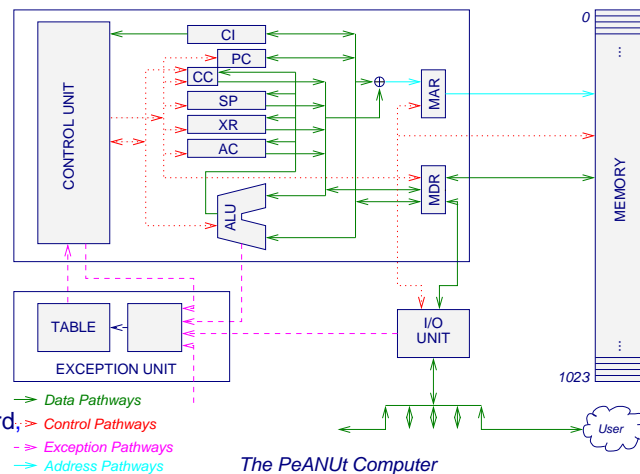 0
CI
PC
CC
SP
XR
AC
CONTROL UNIT
ALU
MAR
MDR
MEMORY
⋮
⋮
1023
TABLE
EXCEPTION UNIT
I/O
UNIT
User
Data Pathways
Control Pathways
Exception Pathways
Address Pathways
The PeANUt Computer